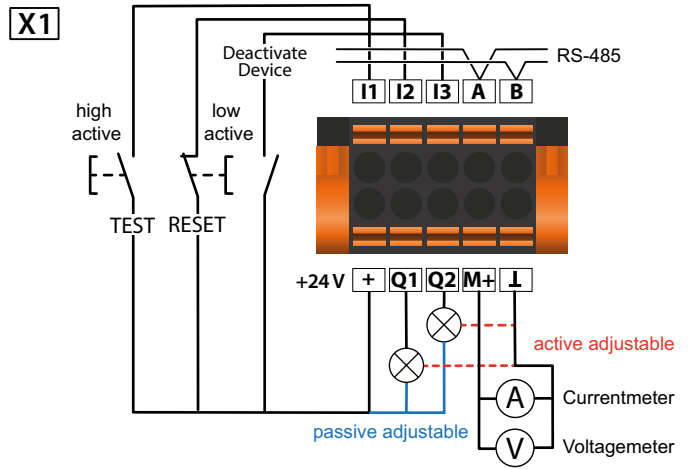 X1
Deactivate
Device
RS-485
I1 I2 I3 A B
high
active
low
active
TEST RESET
+24 V + Q1 Q2 M+ ⊥
active adjustable
passive adjustable
A Currentmeter
V Voltagemeter